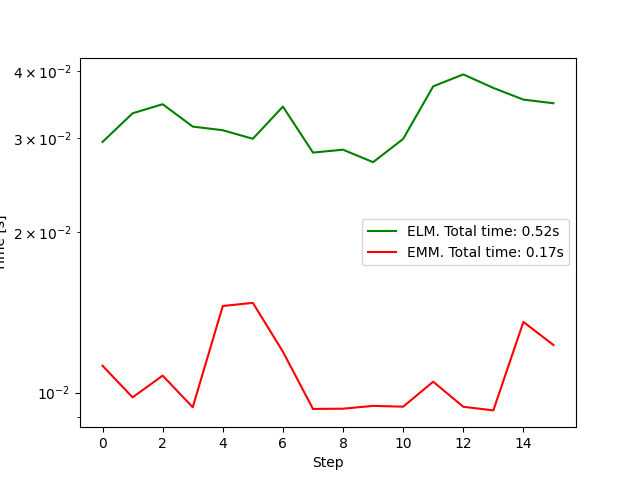 4 × 10⁻²
3 × 10⁻²
2 × 10⁻²
10⁻²
ELM. Total time: 0.52s
EMM. Total time: 0.17s
0 2 4 6 8 10 12 14
Step